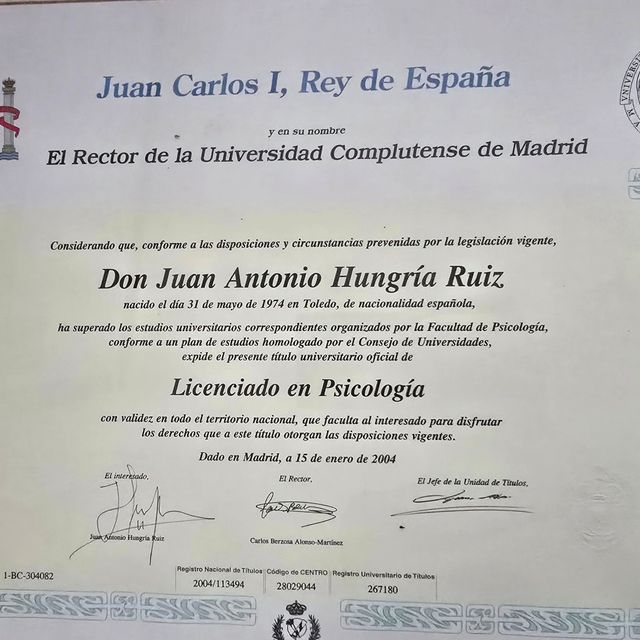 Juan Carlos I, Rey de España
y en su nombre
El Rector de la Universidad Complutense de Madrid
Considerando que, conforme a las disposiciones y circunstancias prevenidas por la legislación vigente,
Don Juan Antonio Hungría Ruiz
nacido el día 31 de mayo de 1974 en Toledo, de nacionalidad española,
ha superado los estudios universitarios correspondientes organizados por la Facultad de Psicología,
conforme a un plan de estudios homologado por el Consejo de Universidades,
expide el presente título universitario oficial de
Licenciado en Psicología
con validez en todo el territorio nacional, que faculta al interesado para disfrutar
los derechos que a este título otorgan las disposiciones vigentes.
Dado en Madrid, a 15 de enero de 2004
El interesado, El Rector, El Jefe de la Unidad de Títulos,
Juan Antonio Hungría Ruiz
Carlos Berzosa Alonso-Martínez
1-BC-304082
Registro Nacional de Títulos Código de CENTRO Registro Universitario de Títulos
2004/113494 28029044 267180